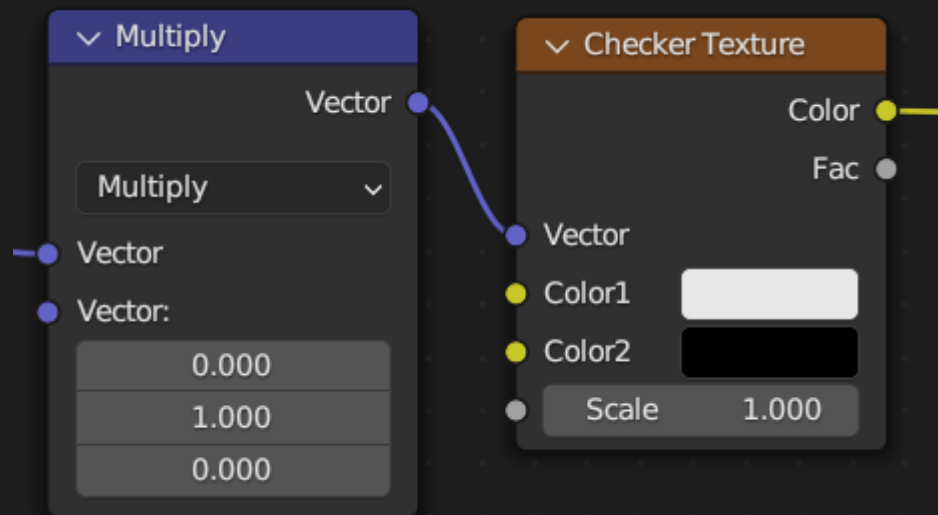 Multiply
Vector
Multiply
Vector
Vector:
0.000
1.000
0.000
Checker Texture
Color
Fac
Vector
Color1
Color2
Scale 1.000